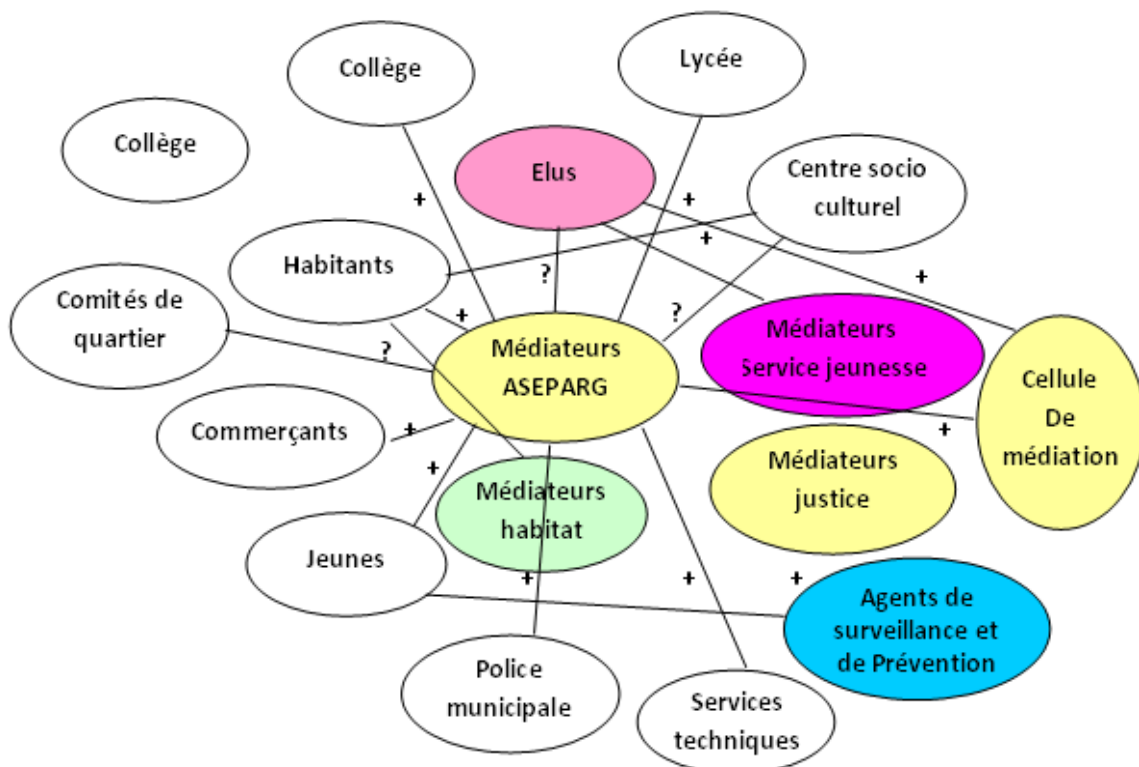 Collège
Lycée
Collège
Elus
Centre socio
culturel
+
+
+
Habitants
?
+
Comités de
quartier
+
?
?
Médiateurs
ASEPARG
Médiateurs
Service jeunesse
Cellule
De
médiation
Commerçants
+
+
+
Médiateurs
justice
Médiateurs
habitat
Jeunes
+
+
+
Agents de
surveillance et
de Prévention
Police
municipale
Services
techniques